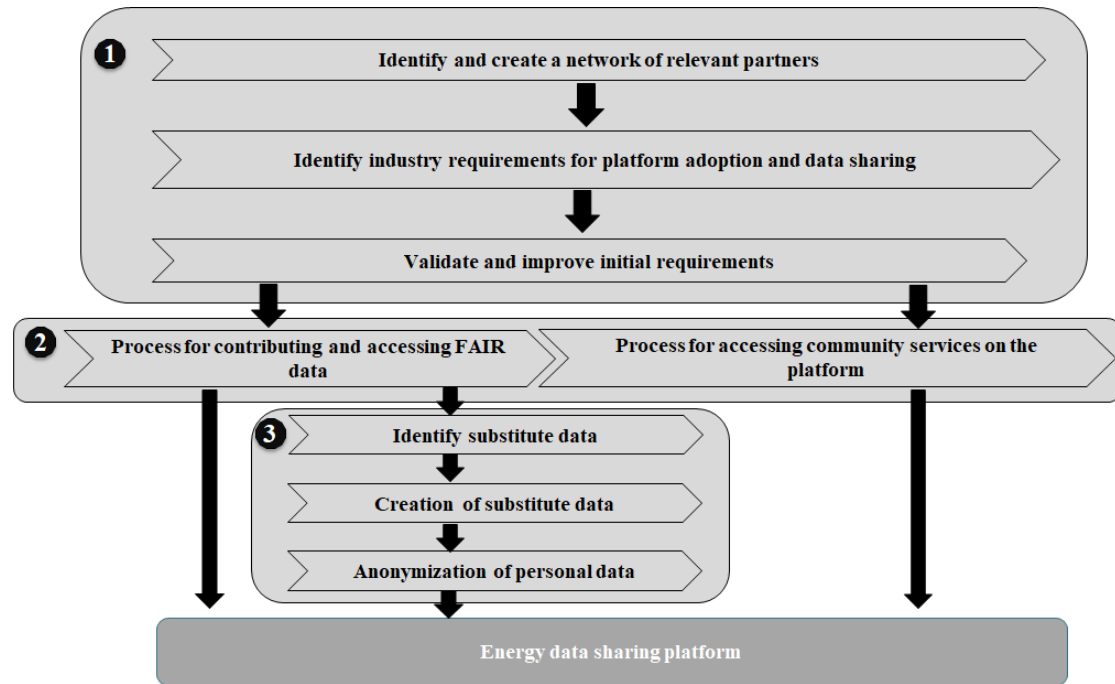 1
Identify and create a network of relevant partners
Identify industry requirements for platform adoption and data sharing
Validate and improve initial requirements
2
Process for contributing and accessing FAIR
data
Process for accessing community services on the
platform
3
Identify substitute data
Creation of substitute data
Anonymization of personal data
Energy data sharing platform